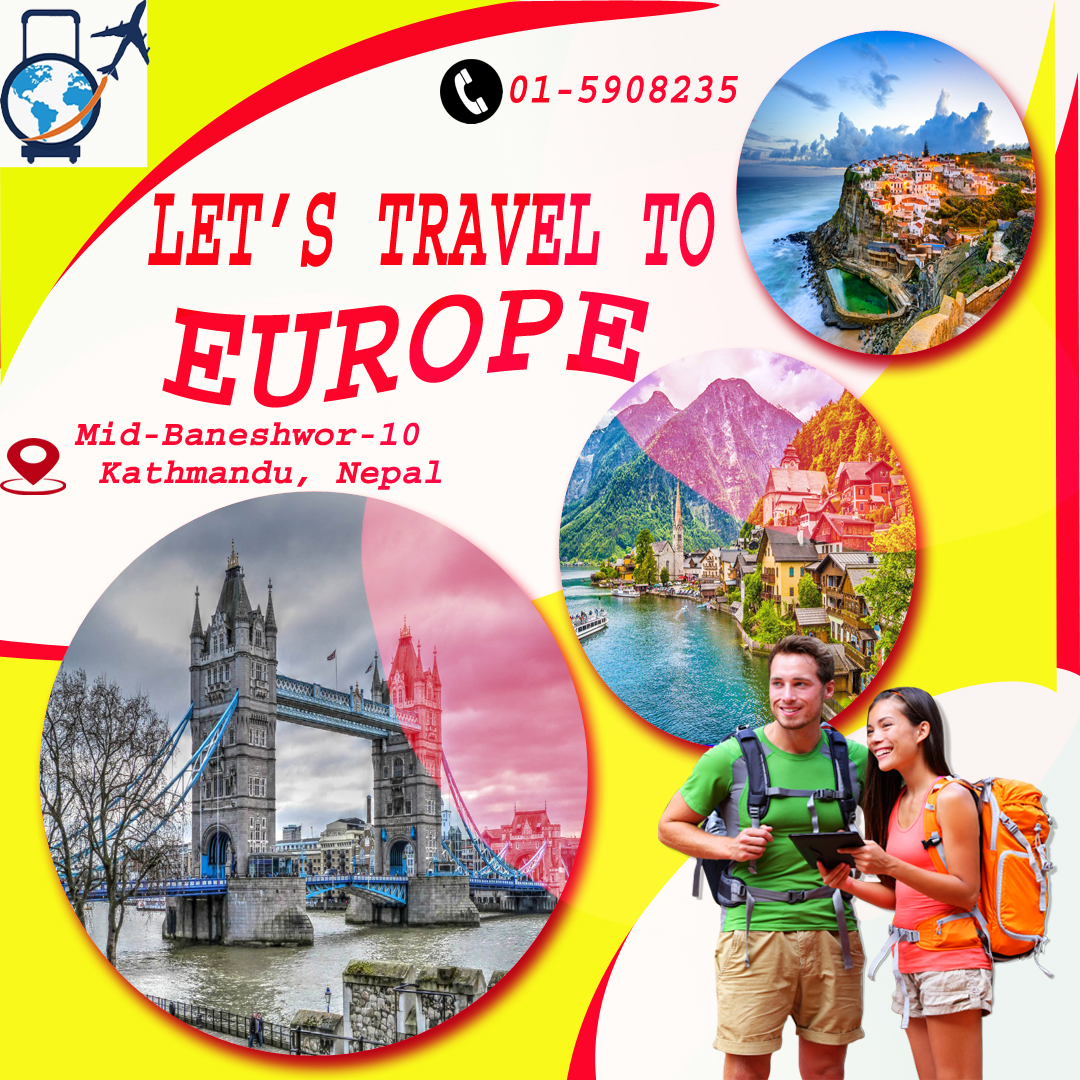 01-5908235
LET'S TRAVEL TO
EUROPE
Mid-Baneshwor-10
Kathmandu, Nepal